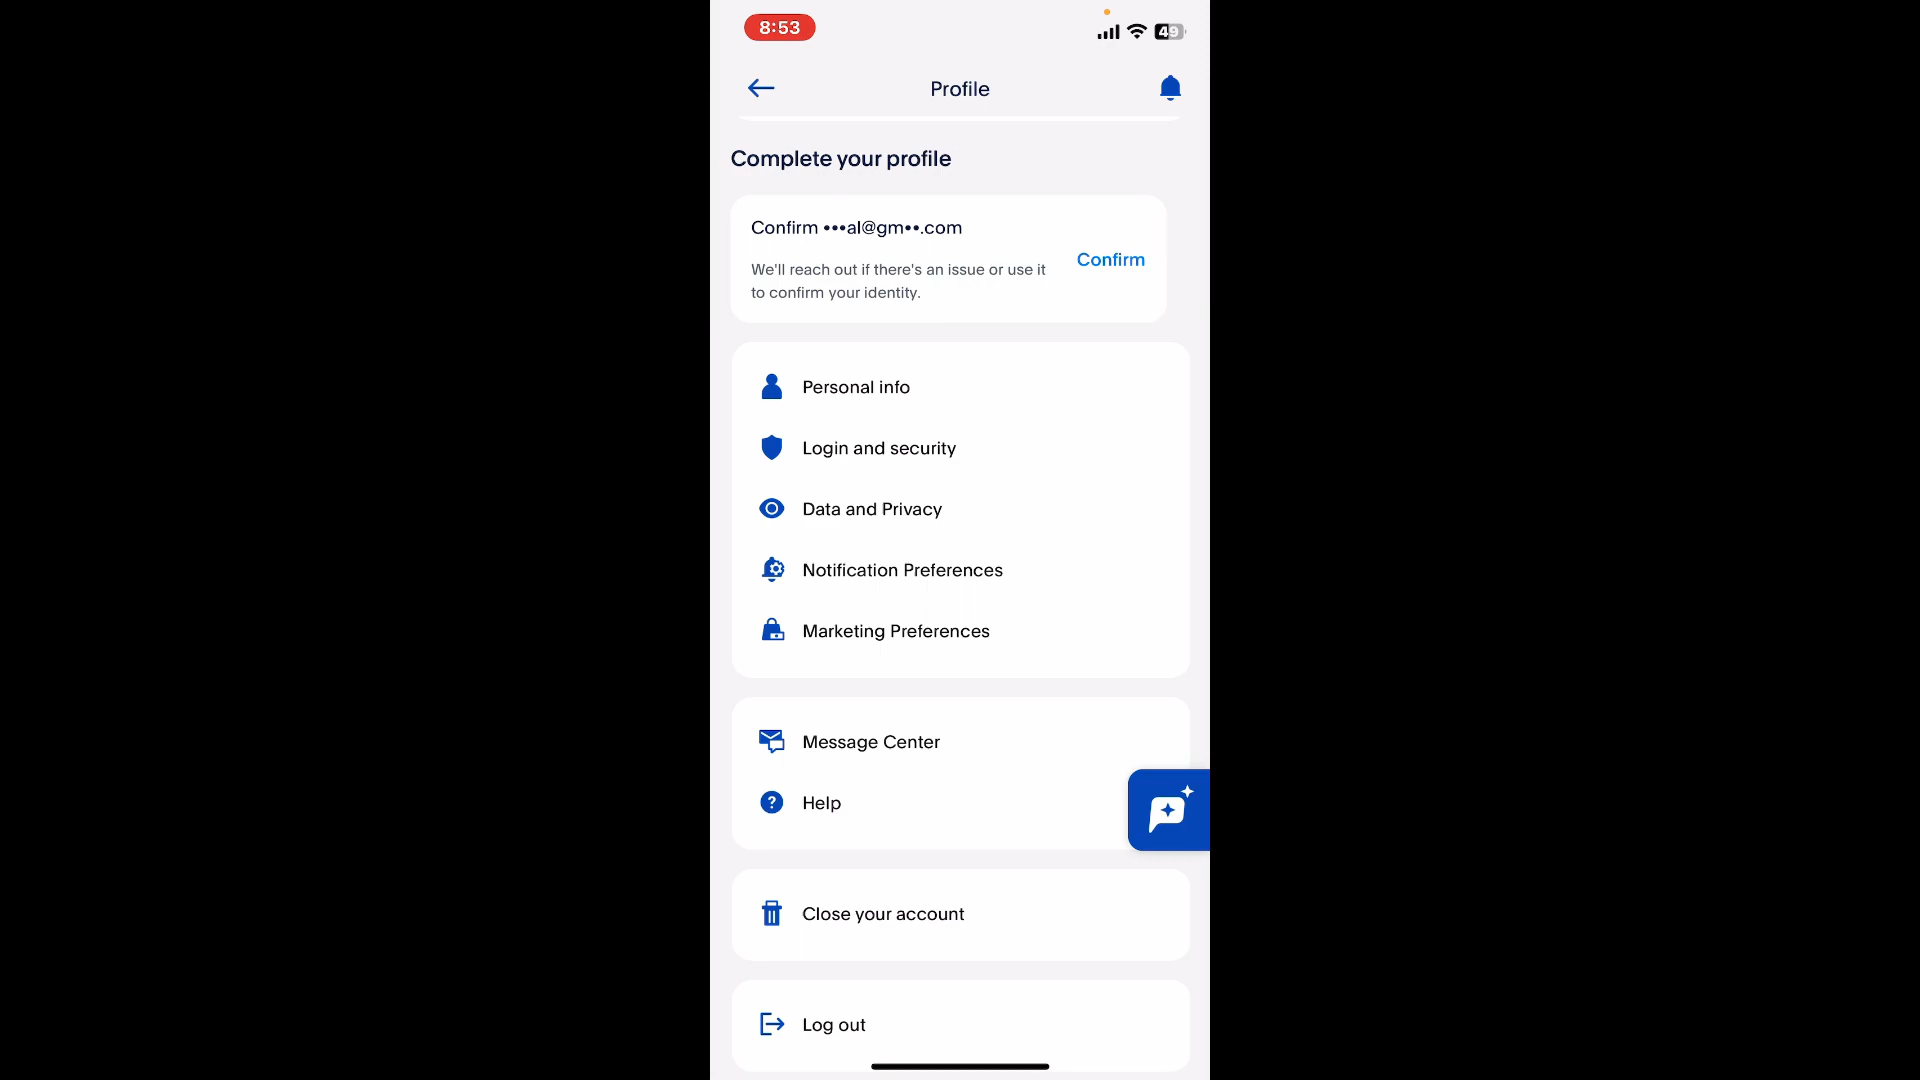 8:53
49
Profile
Complete your profile
Confirm •••al@gm••.com
Confirm
We'll reach out if there's an issue or use it
to confirm your identity.
Personal info
Login and security
Data and Privacy
Notification Preferences
Marketing Preferences
Message Center
Help
Close your account
Log out